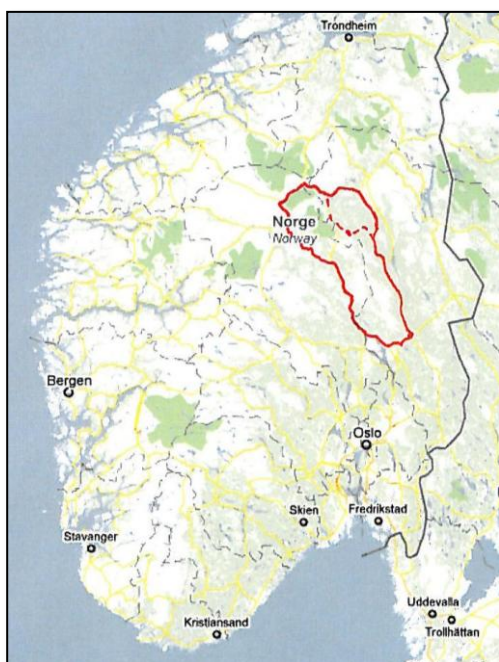 Trondheim
Norge
Norway
Bergen
Oslo
Skien
Fredrikstad
Stavanger
Uddevalla
Trollhättan
Kristiansand